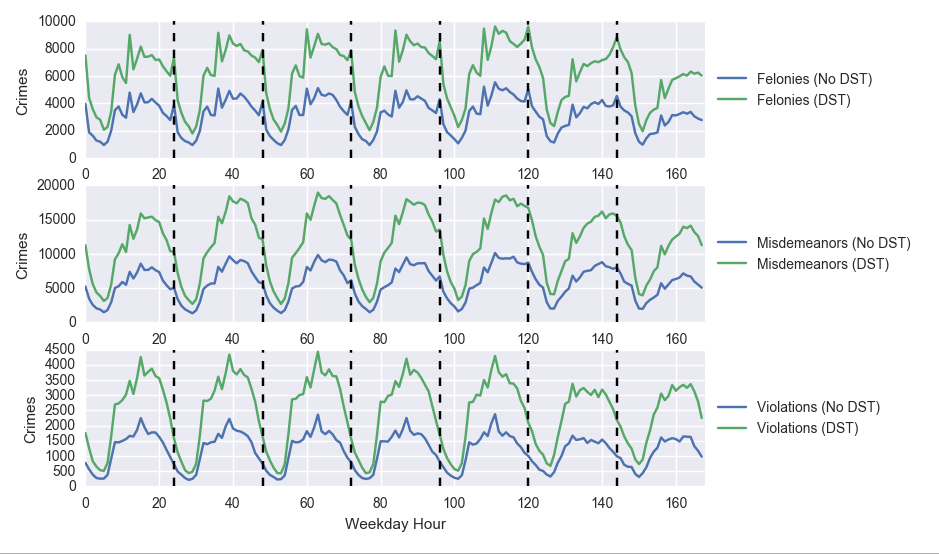 10000
8000
6000
4000
2000
0
Crimes
0 20 40 60 80 100 120 140 160
Felonies (No DST)
Felonies (DST)
20000
15000
10000
5000
0
Crimes
0 20 40 60 80 100 120 140 160
Misdemeanors (No DST)
Misdemeanors (DST)
4500
4000
3500
3000
2500
2000
1500
1000
500
0
Crimes
0 20 40 60 80 100 120 140 160
Weekday Hour
Violations (No DST)
Violations (DST)